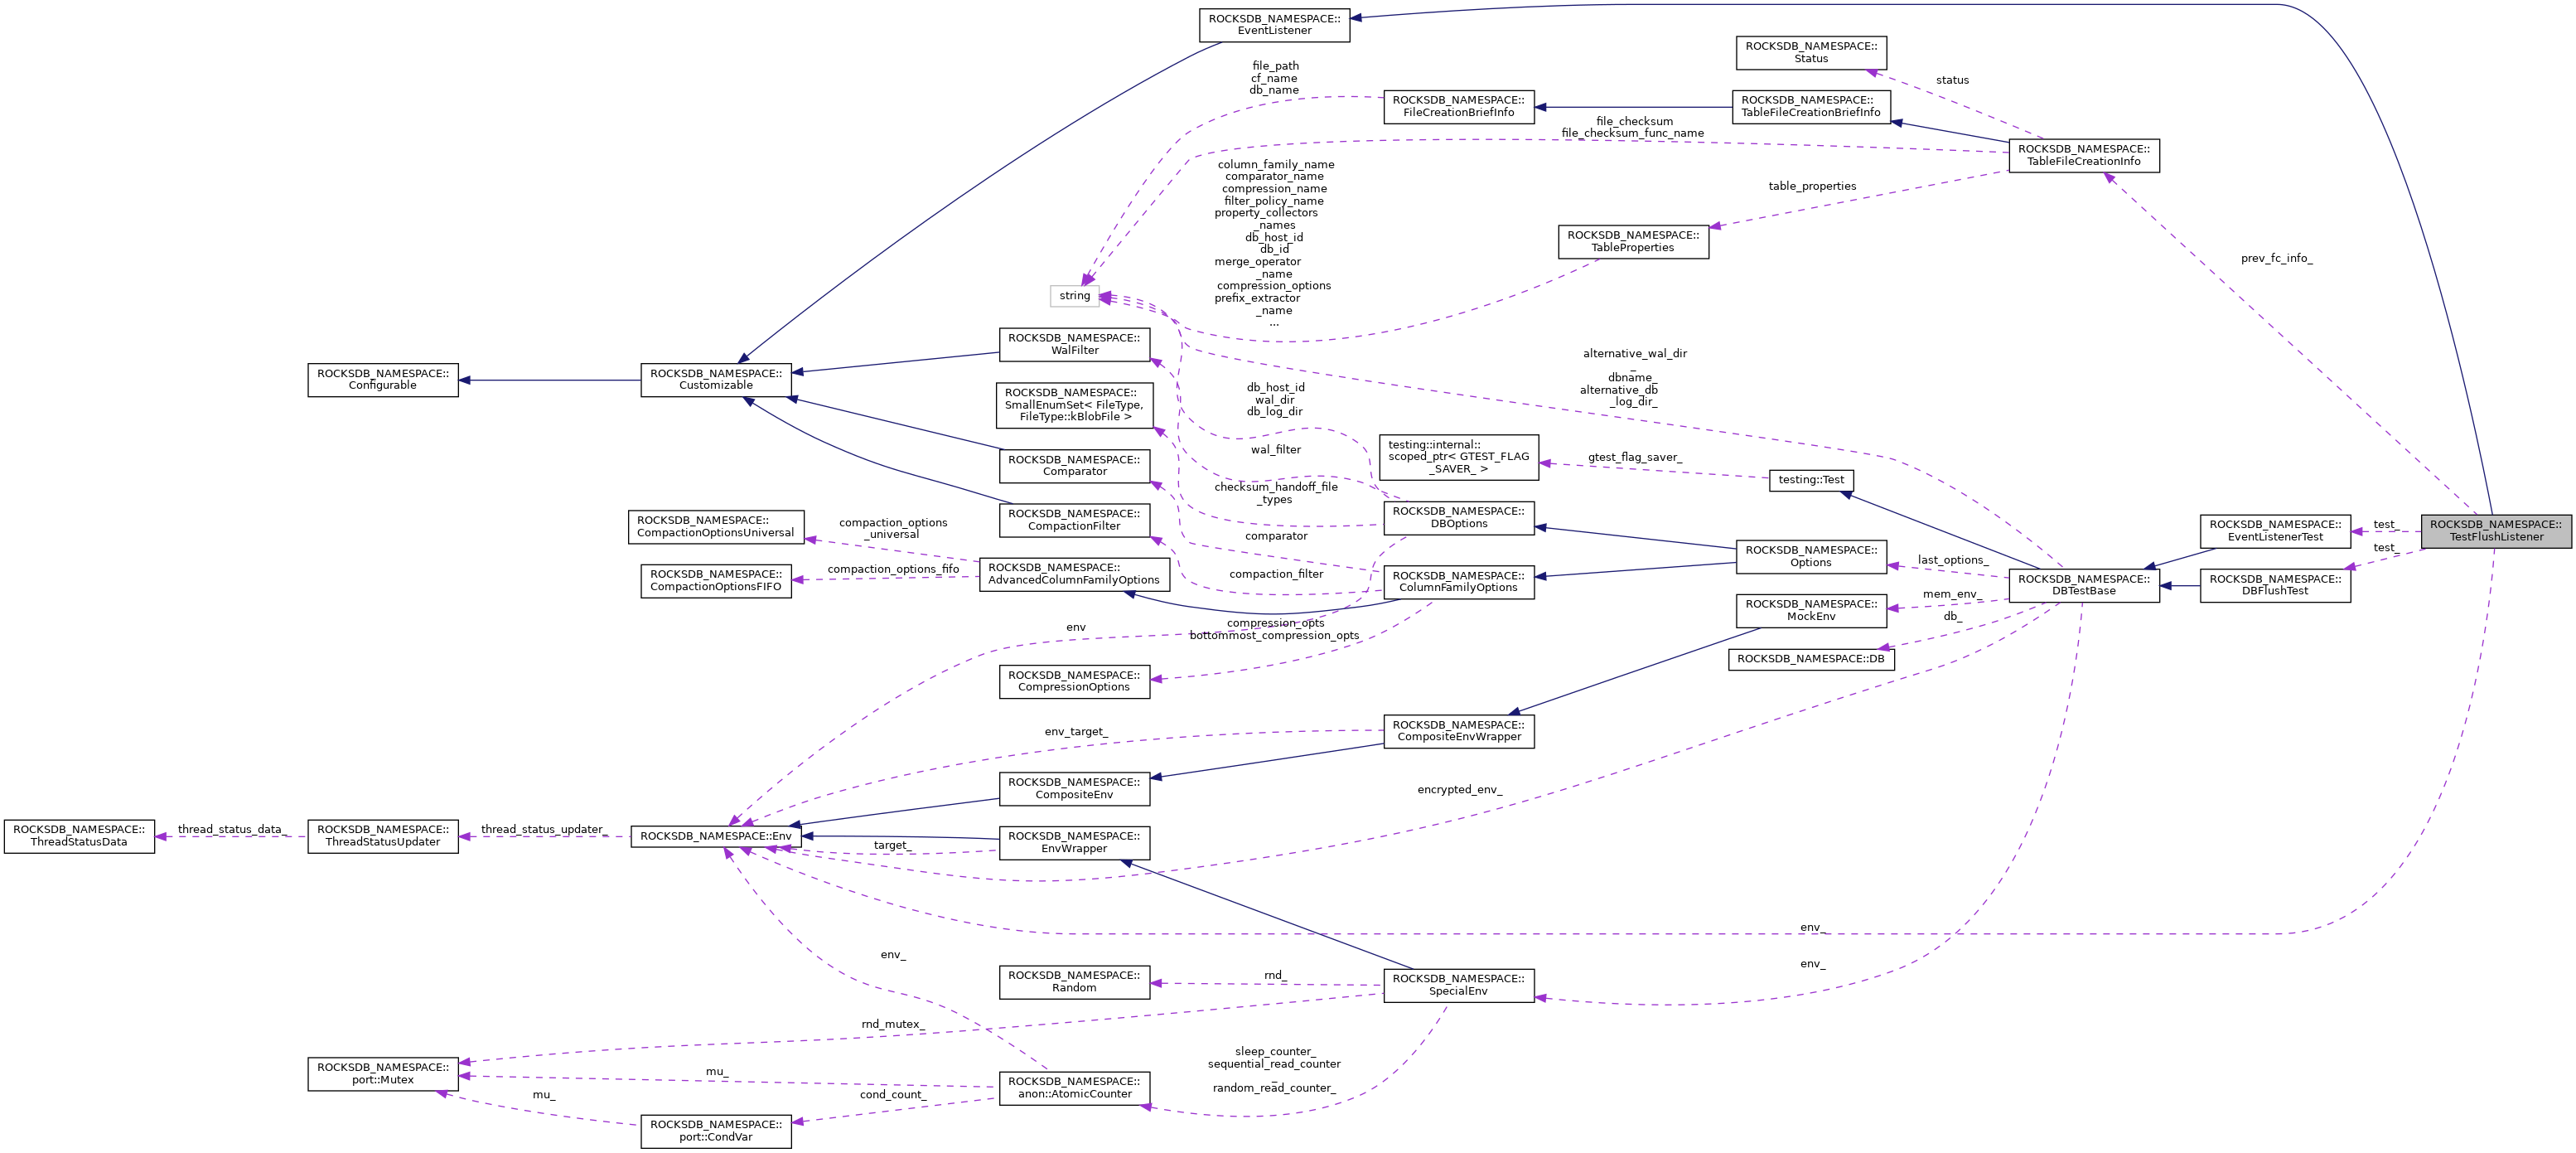 ROCKSDB_NAMESPACE::
EventListener
ROCKSDB_NAMESPACE::
Status
status
file_path
cf_name
db_name
ROCKSDB_NAMESPACE::
FileCreationBriefInfo
ROCKSDB_NAMESPACE::
TableFileCreationBriefInfo
file_checksum
file_checksum_func_name
ROCKSDB_NAMESPACE::
TableFileCreationInfo
column_family_name
comparator_name
compression_name
filter_policy_name
property_collectors
_names
db_host_id
db_id
merge_operator
_name
compression_options
prefix_extractor
_name
...
table_properties
ROCKSDB_NAMESPACE::
TableProperties
prev_fc_info_
string
ROCKSDB_NAMESPACE::
WalFilter
alternative_wal_dir
_
dbname_
alternative_db
_log_dir_
ROCKSDB_NAMESPACE::
Configurable
ROCKSDB_NAMESPACE::
Customizable
ROCKSDB_NAMESPACE::
SmallEnumSet< FileType,
FileType::kBlobFile >
db_host_id
wal_dir
db_log_dir
wal_filter
testing::internal::
scoped_ptr< GTEST_FLAG
_SAVER_ >
gtest_flag_saver_
testing::Test
ROCKSDB_NAMESPACE::
Comparator
checksum_handoff_file
_types
ROCKSDB_NAMESPACE::
CompactionFilter
ROCKSDB_NAMESPACE::
DBOptions
ROCKSDB_NAMESPACE::
CompactionOptionsUniversal
compaction_options
_universal
comparator
ROCKSDB_NAMESPACE::
EventListenerTest
test_
ROCKSDB_NAMESPACE::
TestFlushListener
test_
ROCKSDB_NAMESPACE::
Options
last_options_
ROCKSDB_NAMESPACE::
CompactionOptionsFIFO
compaction_options_fifo
ROCKSDB_NAMESPACE::
AdvancedColumnFamilyOptions
compaction_filter
ROCKSDB_NAMESPACE::
ColumnFamilyOptions
ROCKSDB_NAMESPACE::
DBTestBase
ROCKSDB_NAMESPACE::
DBFlushTest
ROCKSDB_NAMESPACE::
MockEnv
mem_env_
db_
env
compression_opts
bottommost_compression_opts
ROCKSDB_NAMESPACE::DB
ROCKSDB_NAMESPACE::
CompressionOptions
env_target_
ROCKSDB_NAMESPACE::
CompositeEnvWrapper
ROCKSDB_NAMESPACE::
CompositeEnv
encrypted_env_
ROCKSDB_NAMESPACE::
ThreadStatusData
thread_status_data_
ROCKSDB_NAMESPACE::
ThreadStatusUpdater
thread_status_updater_
ROCKSDB_NAMESPACE::Env
target_
ROCKSDB_NAMESPACE::
EnvWrapper
env_
env_
env_
ROCKSDB_NAMESPACE::
Random
rnd_
ROCKSDB_NAMESPACE::
SpecialEnv
rnd_mutex_
sleep_counter_
sequential_read_counter
_
random_read_counter_
ROCKSDB_NAMESPACE::
port::Mutex
mu_
ROCKSDB_NAMESPACE::
anon::AtomicCounter
mu_
cond_count_
ROCKSDB_NAMESPACE::
port::CondVar